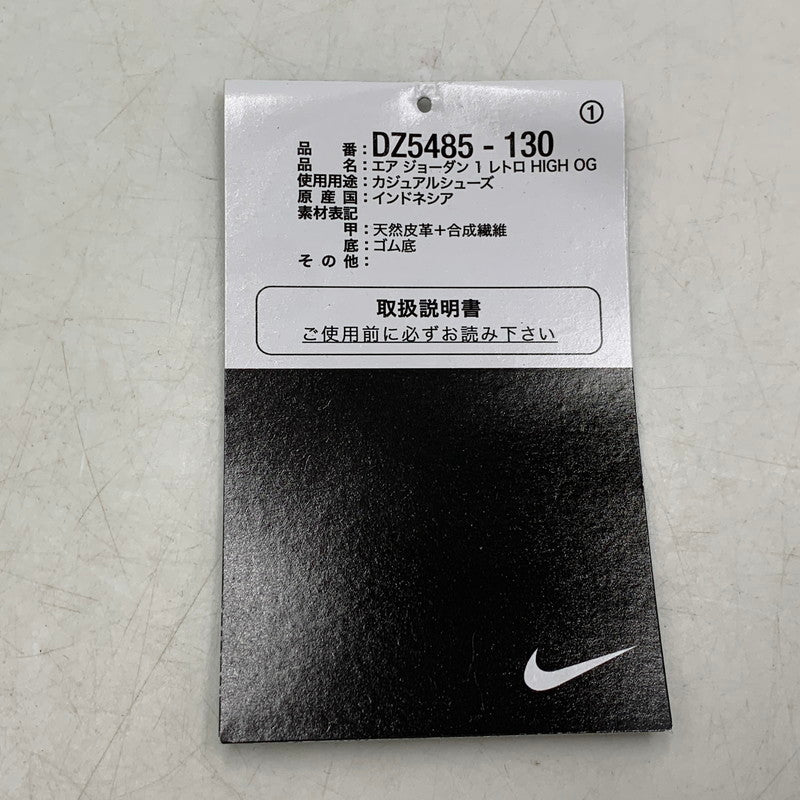 ①
品番：DZ5485 - 130
品名：エア ジョーダン 1 レトロ HIGH OG
使用用途：カジュアルシューズ
原産国：インドネシア
素材表記
甲：天然皮革＋合成繊維
底：ゴム底
その他：
取扱説明書
ご使用前に必ずお読み下さい